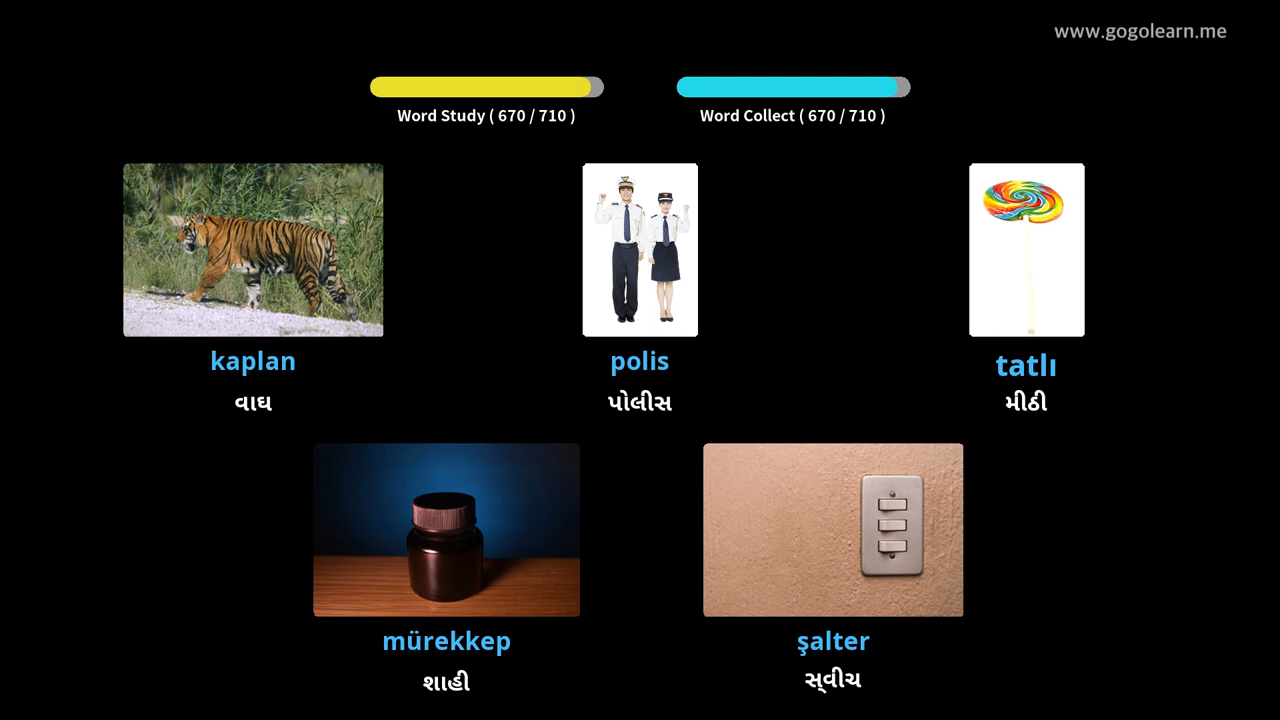 www.gogolearn.me
Word Study ( 670 / 710 )
Word Collect ( 670 / 710 )
kaplan
વાઘ
polis
પોલીસ
tatlı
મીઠી
mürekkep
શાહી
şalter
સ્વીચ